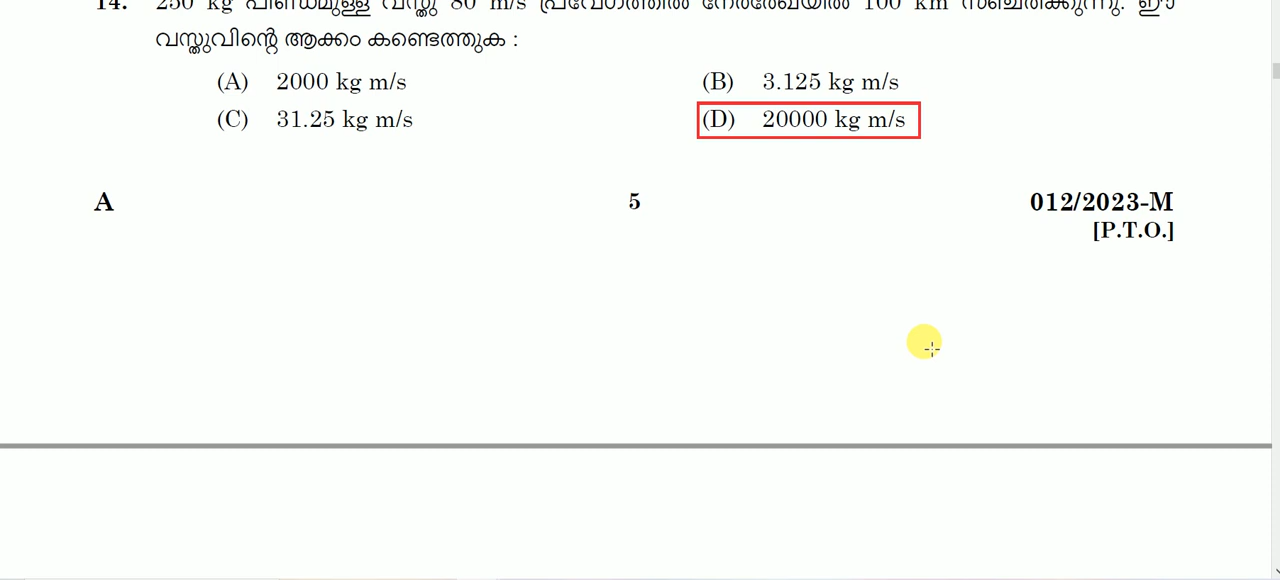 14. 250 kg പിണ്ഡമുള്ള വസ്തു 80 m/s പ്രവേഗത്തിൽ നേർരേഖയിൽ 100 km സഞ്ചരിക്കുന്നു. ഈ
വസ്തുവിന്റെ ആക്കം കണ്ടെത്തുക :
(A) 2000 kg m/s (B) 3.125 kg m/s
(C) 31.25 kg m/s (D) 20000 kg m/s
A 5 012/2023-M
[P.T.O.]